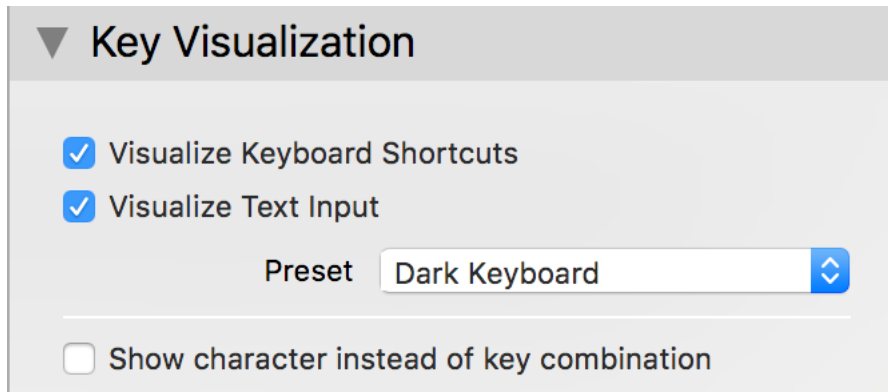 Key Visualization
Visualize Keyboard Shortcuts
Visualize Text Input
Preset Dark Keyboard
Show character instead of key combination